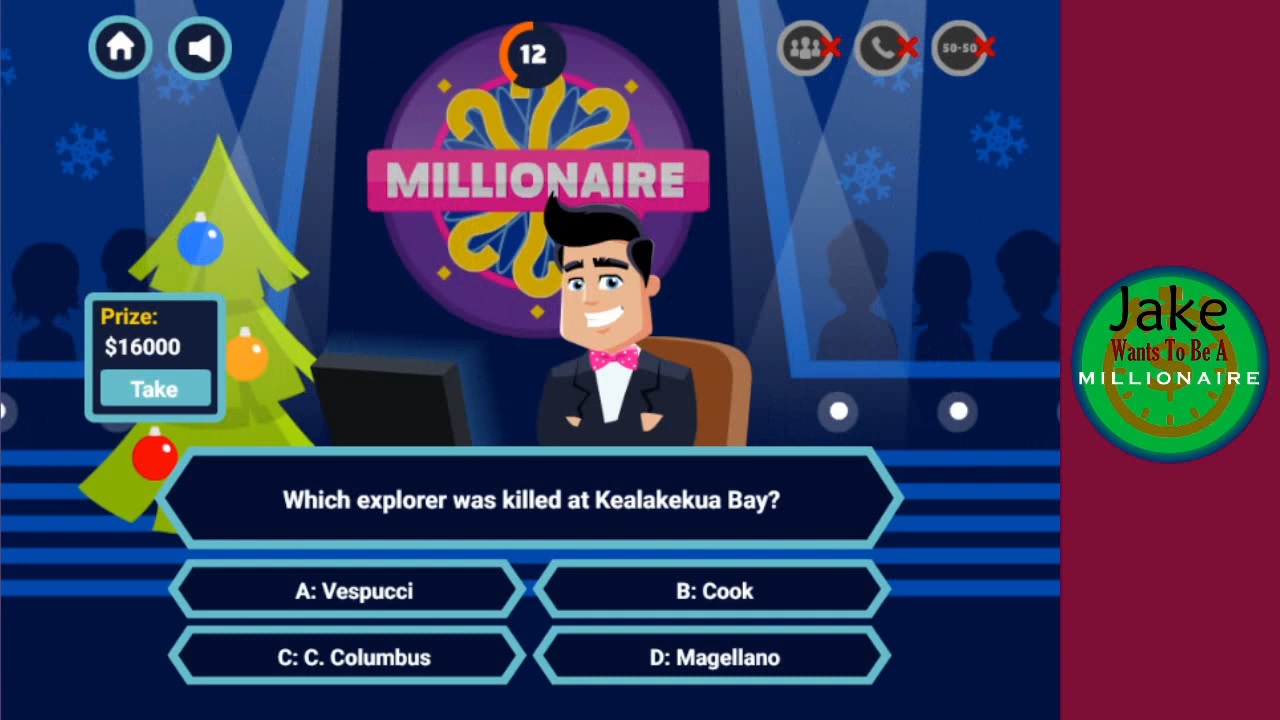 12
50-50
MILLIONAIRE
Prize:
$16000
Take
Which explorer was killed at Kealakekua Bay?
A: Vespucci
B: Cook
C: C. Columbus
D: Magellano
Jake
Wants To Be A
MILLIONAIRE